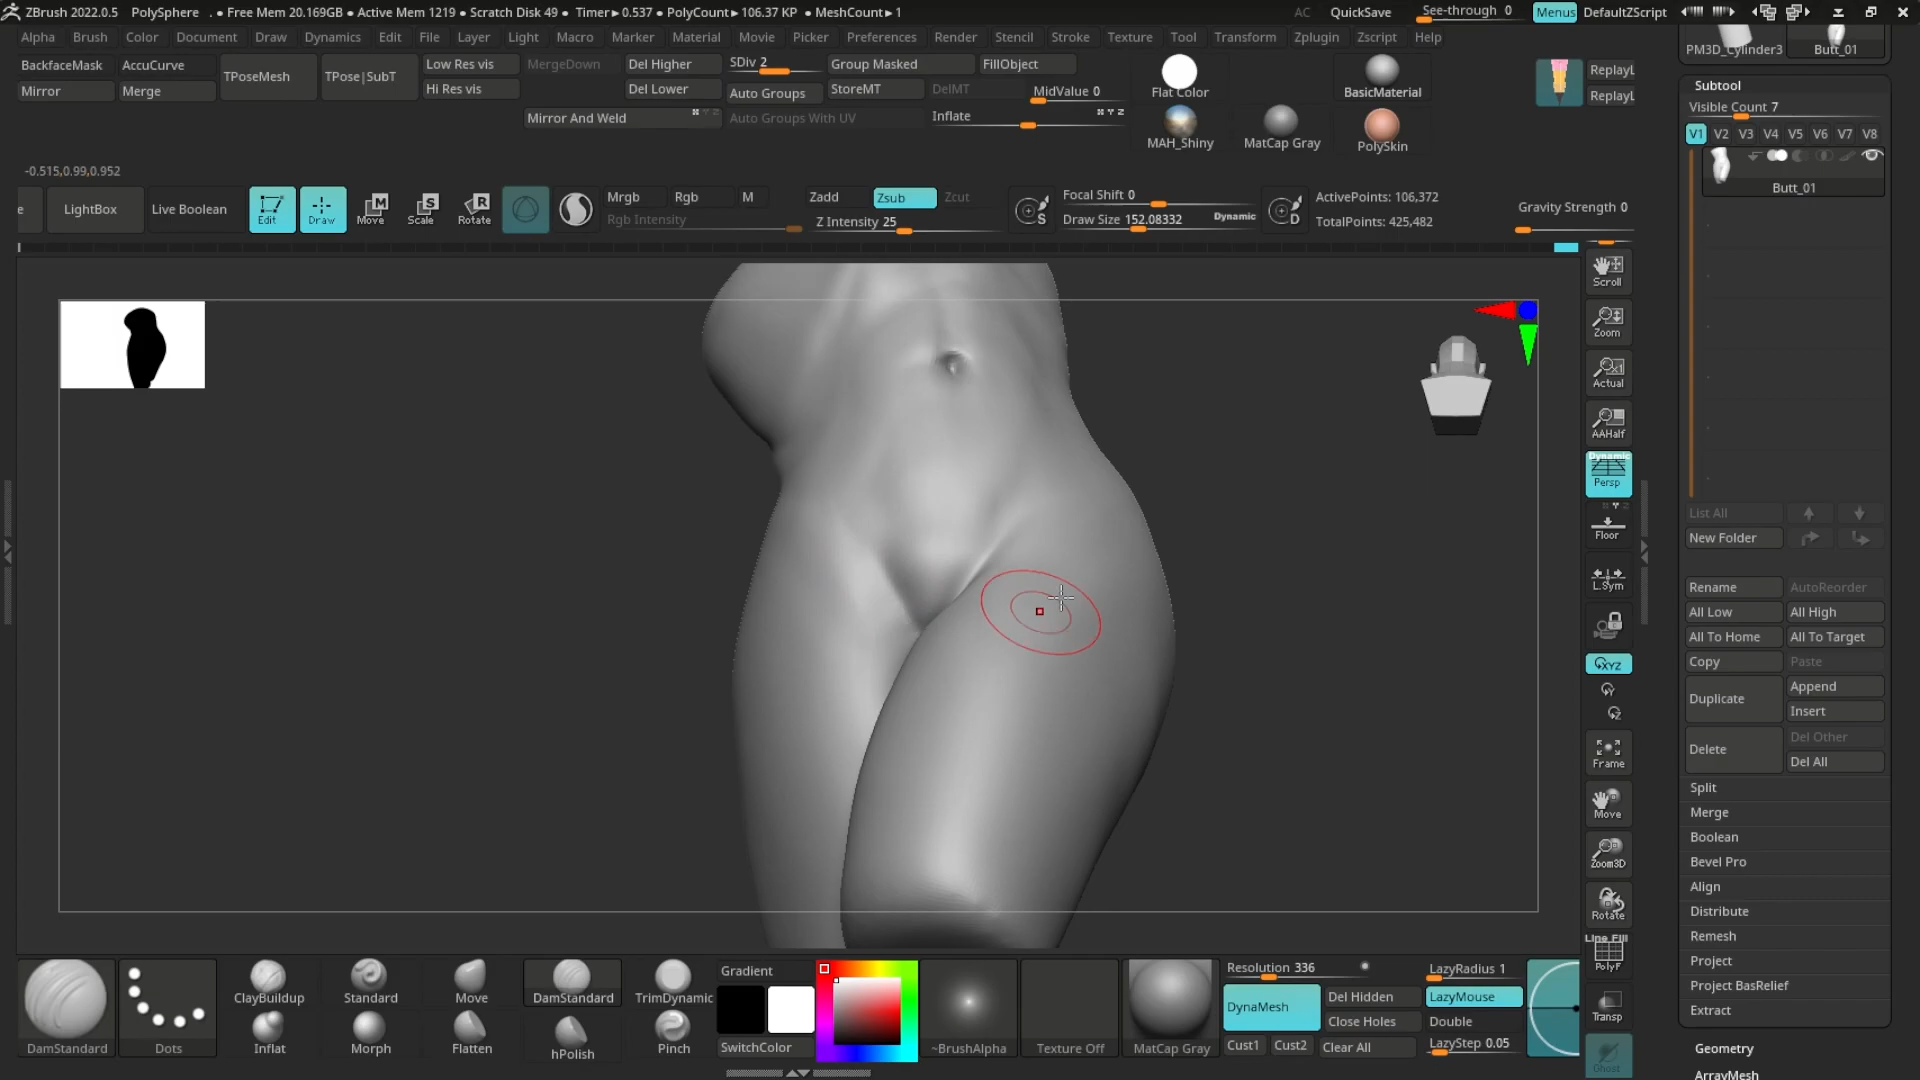 ZBrush 2022.0.5 PolySphere . • Free Mem 20.169GB • Active Mem 1219 • Scratch Disk 49 • Timer▸0.537 • PolyCount▸106.37 KP • MeshCount▸1 AC QuickSave See-through 0 Menus DefaultZScript
Alpha Brush Color Document Draw Dynamics Edit File Layer Light Macro Marker Material Movie Picker Preferences Render Stencil Stroke Texture Tool Transform Zplugin Zscript Help
PM3D_Cylinder3 Butt_01
BackfaceMask AccuCurve TPoseMesh TPose|SubT Low Res vis MergeDown Del Higher SDiv 2 Group Masked FillObject
Mirror Merge Hi Res vis Del Lower Auto Groups StoreMT DelMT MidValue 0 Flat Color BasicMaterial ReplayL
ReplayL
Mirror And Weld Auto Groups With UV Inflate MAH_Shiny MatCap Gray PolySkin
-0.515,0.99,0.952
e LightBox Live Boolean Edit Draw Move Scale Rotate Mrgb Rgb M Zadd Zsub Zcut Focal Shift 0 ActivePoints: 106,372
Rgb Intensity Z Intensity 25 S Draw Size 152.08332 Dynamic D TotalPoints: 425,482 Gravity Strength 0
Subtool
Visible Count 7
V1 V2 V3 V4 V5 V6 V7 V8
Butt_01
Scroll
Zoom
Actual
AAHalf
Dynamic
Persp
Floor
L.Sym
XYZ
Frame
Move
Zoom3D
Rotate
Line Fill
PolyF
Transp
Ghost
List All
New Folder
Rename AutoReorder
All Low All High
All To Home All To Target
Copy Paste
Duplicate Append
Insert
Delete Del Other
Del All
Split
Merge
Boolean
Bevel Pro
Align
Distribute
Remesh
Project
Project BasRelief
Extract
Geometry
ArrayMesh
DamStandard Dots
ClayBuildup Standard Move DamStandard TrimDynamic
Inflat Morph Flatten hPolish Pinch
Gradient
SwitchColor
~BrushAlpha Texture Off MatCap Gray
Resolution 336 LazyRadius 1
DynaMesh Del Hidden LazyMouse
Close Holes Double
Cust1 Cust2 Clear All LazyStep 0.05